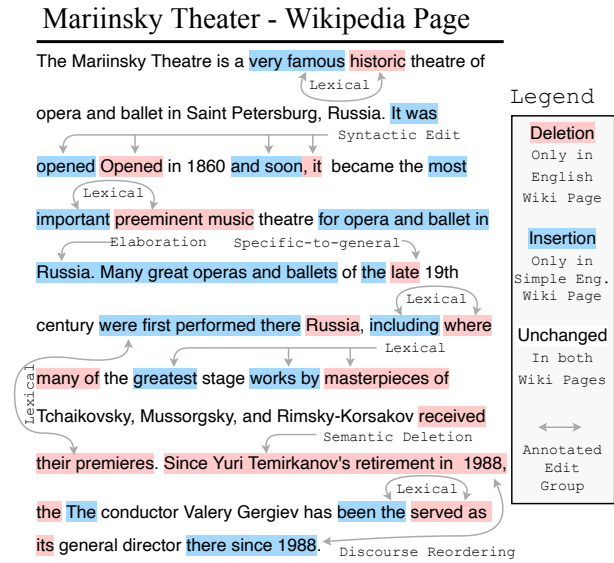 Mariinsky Theater - Wikipedia Page
The Mariinsky Theatre is a very famous historic theatre of
Lexical
opera and ballet in Saint Petersburg, Russia. It was
Syntactic Edit
opened Opened in 1860 and soon, it became the most
Lexical
important preeminent music theatre for opera and ballet in
Elaboration Specific-to-general
Russia. Many great operas and ballets of the late 19th
Lexical
century were first performed there Russia, including where
Lexical
many of the greatest stage works by masterpieces of
Lexical
Tchaikovsky, Mussorgsky, and Rimsky-Korsakov received
Semantic Deletion
their premieres. Since Yuri Temirkanov's retirement in 1988,
Lexical
the The conductor Valery Gergiev has been the served as
its general director there since 1988.
Discourse Reordering
Legend
Deletion
Only in
English
Wiki Page
Insertion
Only in
Simple Eng.
Wiki Page
Unchanged
In both
Wiki Pages
Annotated
Edit
Group